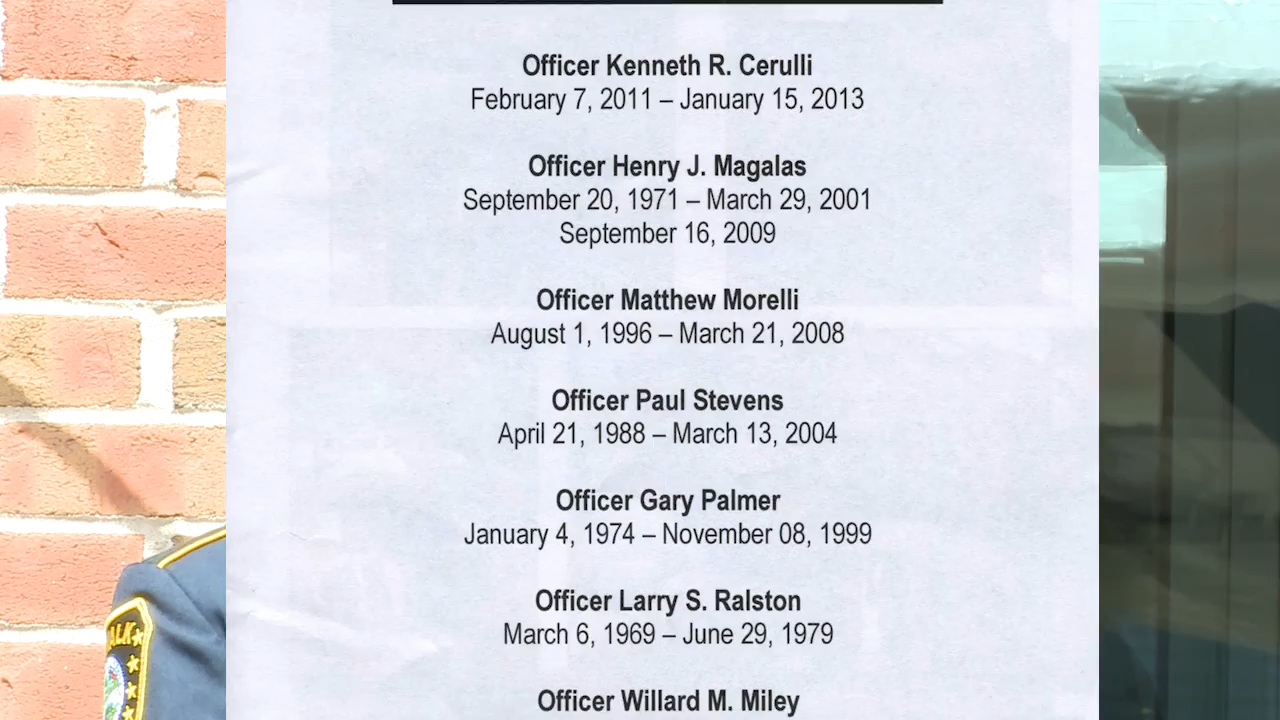 Officer Kenneth R. Cerulli
February 7, 2011 – January 15, 2013
Officer Henry J. Magalas
September 20, 1971 – March 29, 2001
September 16, 2009
Officer Matthew Morelli
August 1, 1996 – March 21, 2008
Officer Paul Stevens
April 21, 1988 – March 13, 2004
Officer Gary Palmer
January 4, 1974 – November 08, 1999
Officer Larry S. Ralston
March 6, 1969 – June 29, 1979
Officer Willard M. Miley